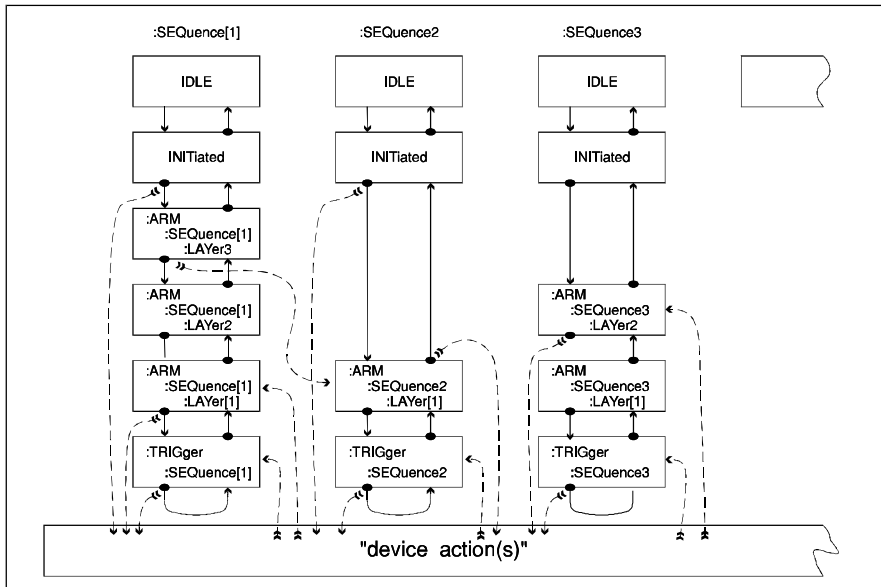 :SEQuence[1]
:SEQuence2
:SEQuence3
IDLE
IDLE
IDLE
INITiated
INITiated
INITiated
:ARM
:SEQuence[1]
:LAYer3
:ARM
:SEQuence[1]
:LAYer2
:ARM
:SEQuence3
:LAYer2
:ARM
:SEQuence[1]
:LAYer[1]
:ARM
:SEQuence2
:LAYer[1]
:ARM
:SEQuence3
:LAYer[1]
:TRIGger
:SEQuence[1]
:TRIGger
:SEQuence2
:TRIGger
:SEQuence3
"device action(s)"